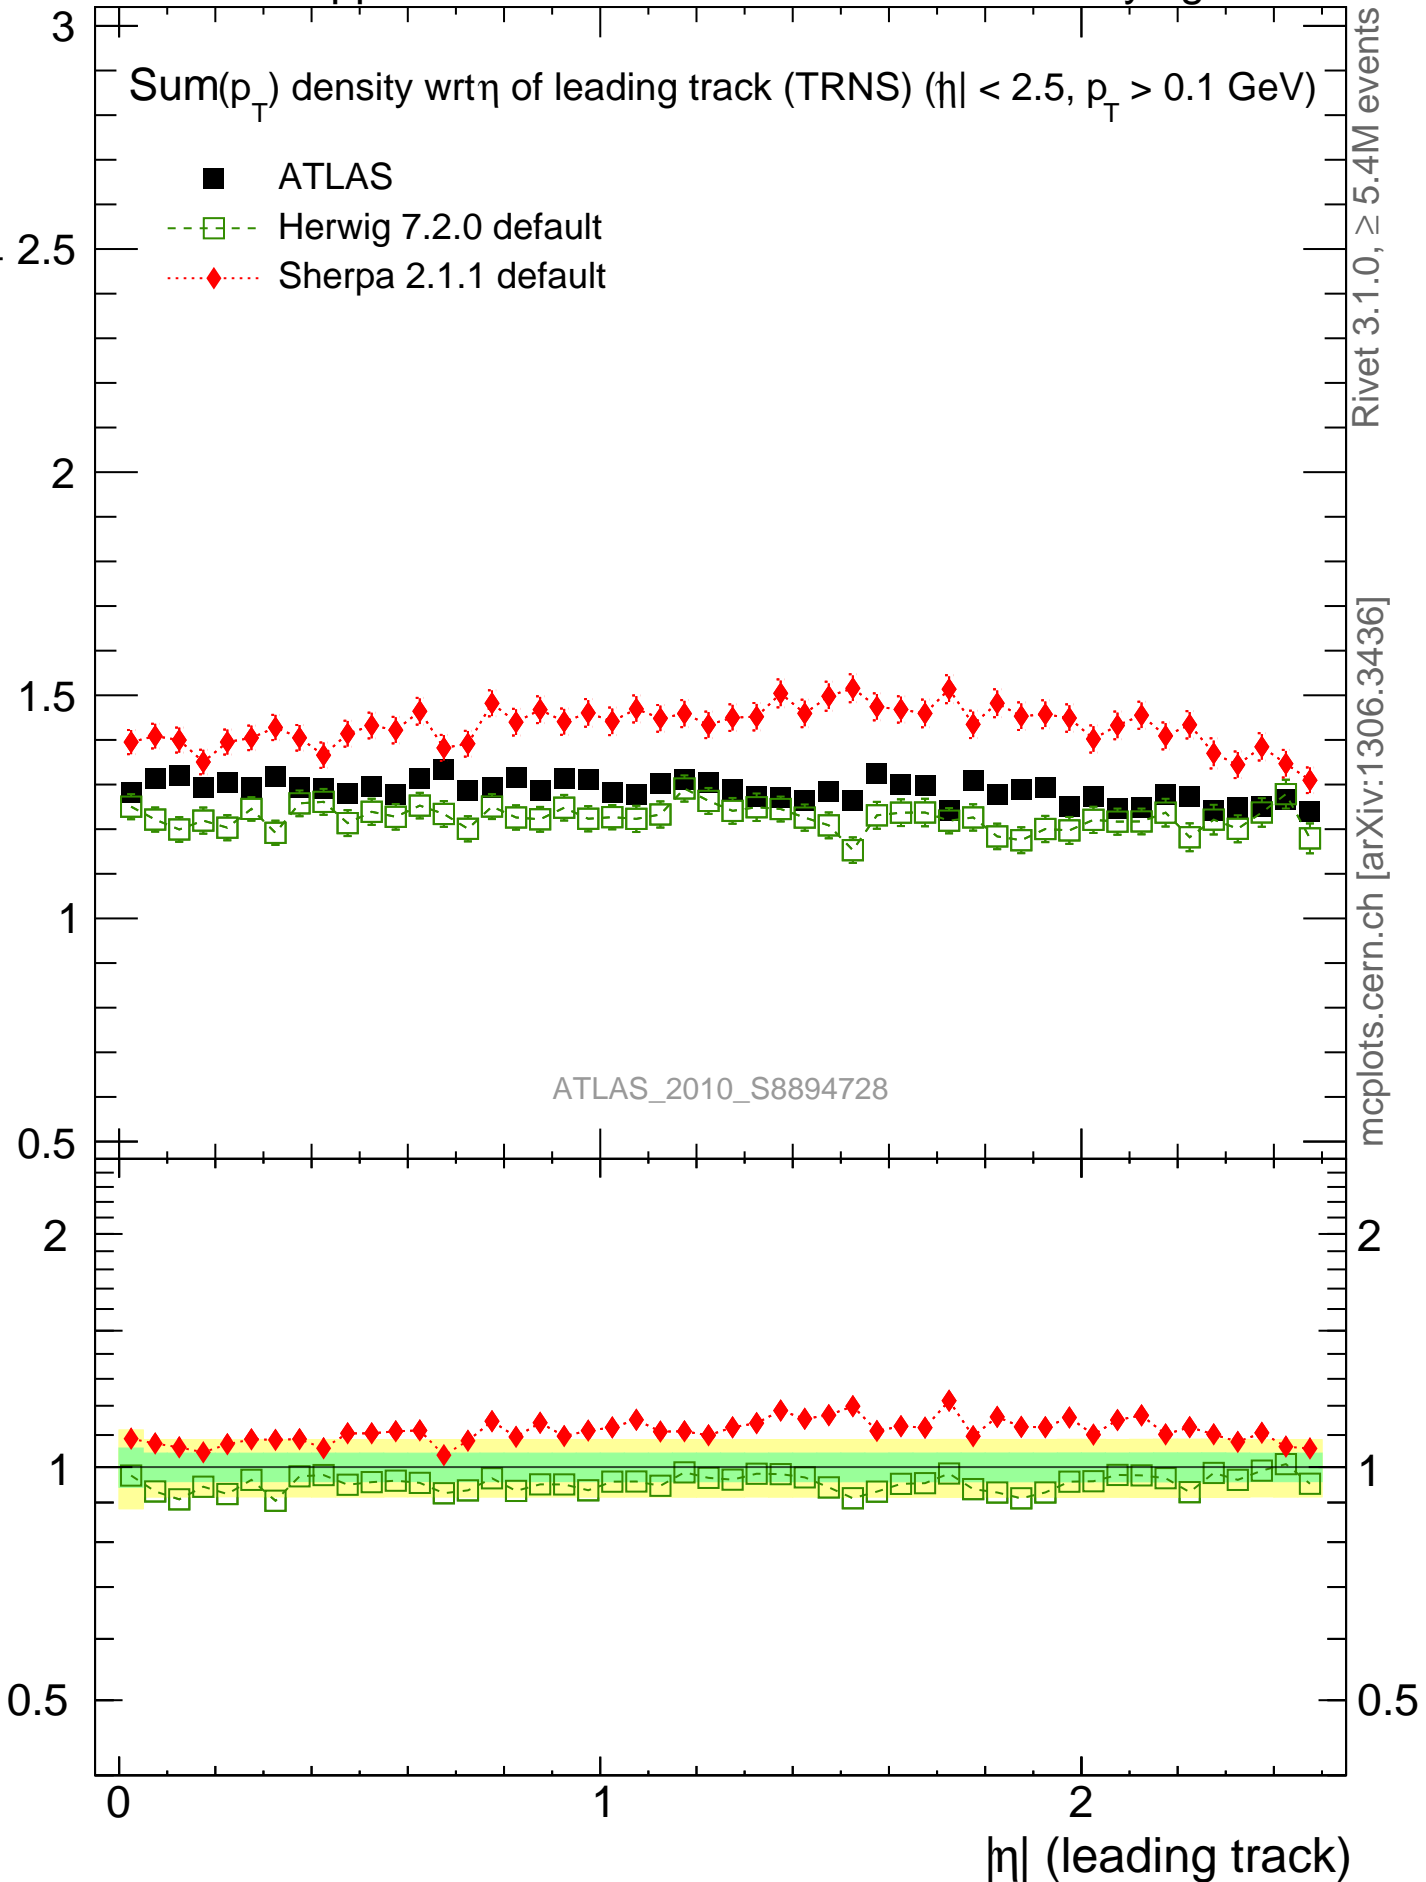 3
Sum(p_T) density wrt η of leading track (TRNS) (|η| < 2.5, p_T > 0.1 GeV)
ATLAS
Herwig 7.2.0 default
Sherpa 2.1.1 default
2.5
2
1.5
1
0.5
ATLAS_2010_S8894728
Rivet 3.1.0, ≥ 5.4M events
mcplots.cern.ch [arXiv:1306.3436]
2
2
1
1
0.5
0.5
0
1
2
|η| (leading track)